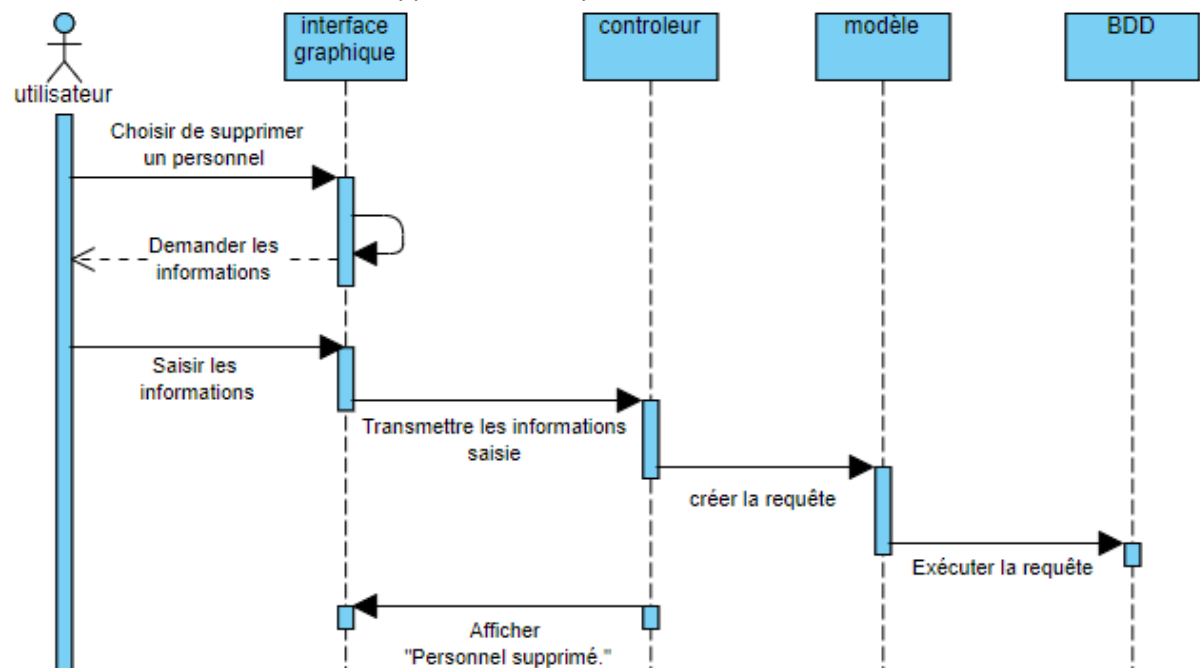 interface
graphique
controleur
modèle
BDD
utilisateur
Choisir de supprimer
un personnel
Demander les
informations
Saisir les
informations
Transmettre les informations
saisie
créer la requête
Exécuter la requête
Afficher
"Personnel supprimé."